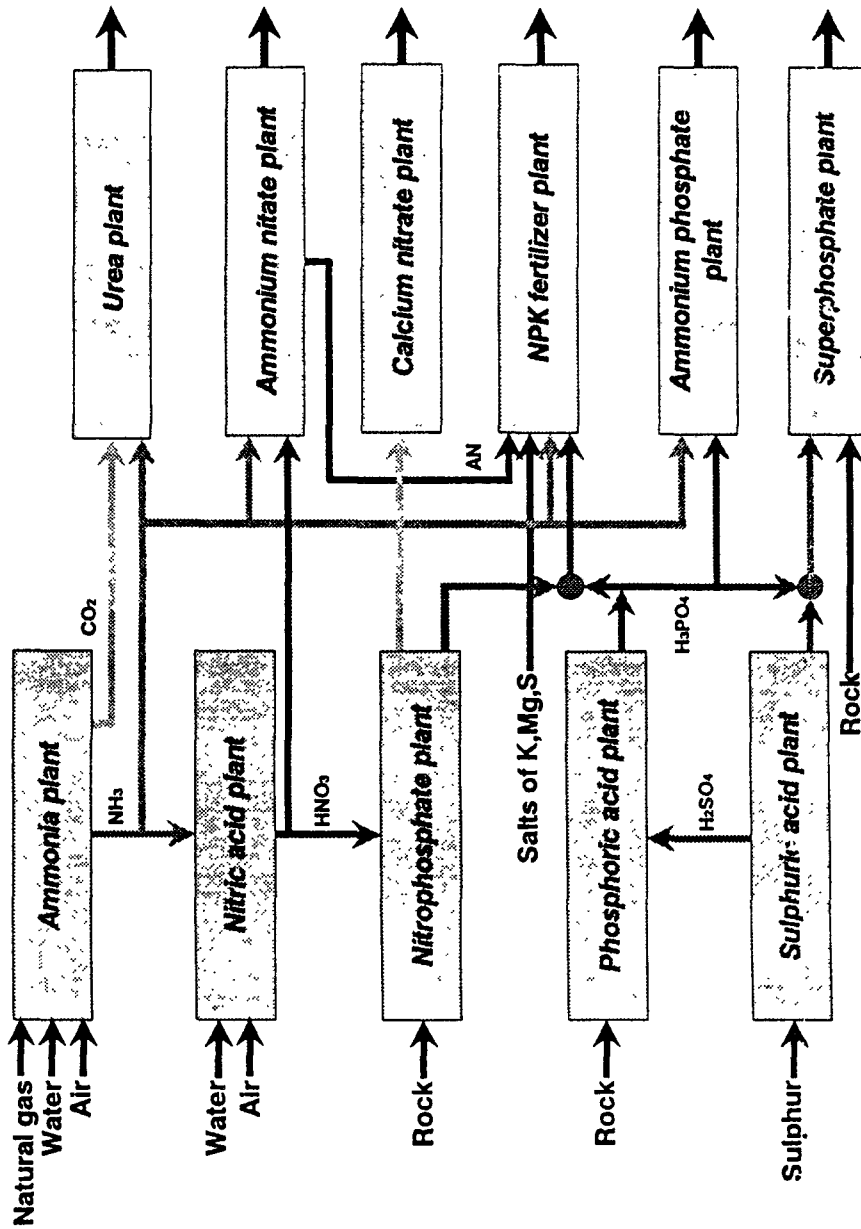 Natural gas
Water
Air
Ammonia plant
CO₂
NH₃
Urea plant
Water
Air
Nitric acid plant
HNO₃
Ammonium nitate plant
Rock
Nitrophosphate plant
Calcium nitrate plant
AN
Salts of K,Mg,S
NPK fertilizer plant
Rock
Phosphoric acid plant
H₃PO₄
Ammonium phosphate
plant
H₂SO₄
Sulphur
Sulphuric acid plant
Rock
Superphosphate plant